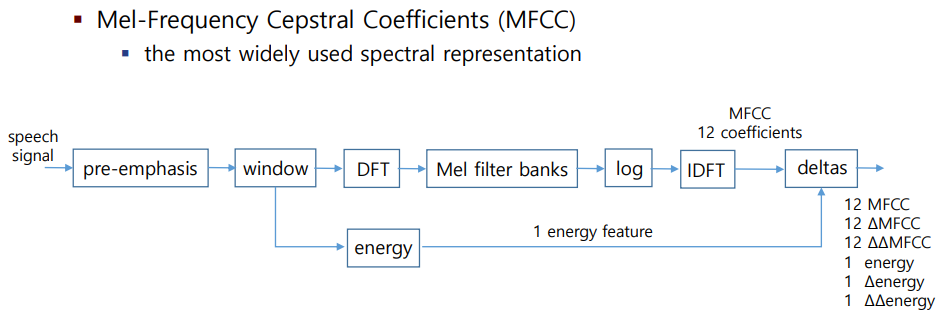 ▪ Mel-Frequency Cepstral Coefficients (MFCC)
▪ the most widely used spectral representation
speech
signal
pre-emphasis
window
DFT
Mel filter banks
log
IDFT
MFCC
12 coefficients
deltas
energy
1 energy feature
12 MFCC
12 ΔMFCC
12 ΔΔMFCC
1 energy
1 Δenergy
1 ΔΔenergy